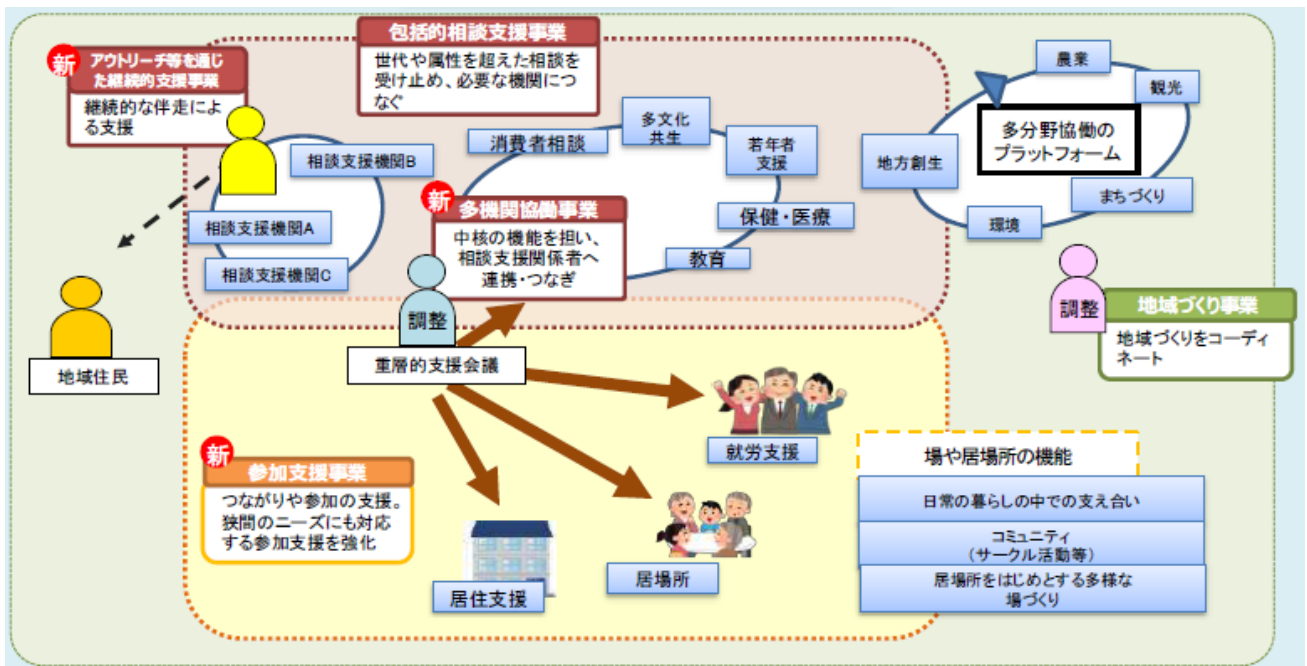 新
アウトリーチ等を通じ
た継続的支援事業
継続的な伴走によ
る支援
包括的相談支援事業
世代や属性を超えた相談を
受け止め、必要な機関につ
なぐ
相談支援機関B
相談支援機関A
相談支援機関C
消費者相談
多文化
共生
若年者
支援
保健・医療
教育
新
多機関協働事業
中核の機能を担い、
相談支援関係者へ
連携・つなぎ
農業
観光
多分野協働の
プラットフォーム
地方創生
まちづくり
環境
調整
地域づくり事業
地域づくりをコーディ
ネート
地域住民
調整
重層的支援会議
就労支援
新
参加支援事業
つながりや参加の支援。
狭間のニーズにも対応
する参加支援を強化
居住支援
居場所
場や居場所の機能
日常の暮らしの中での支え合い
コミュニティ
(サークル活動等)
居場所をはじめとする多様な
場づくり